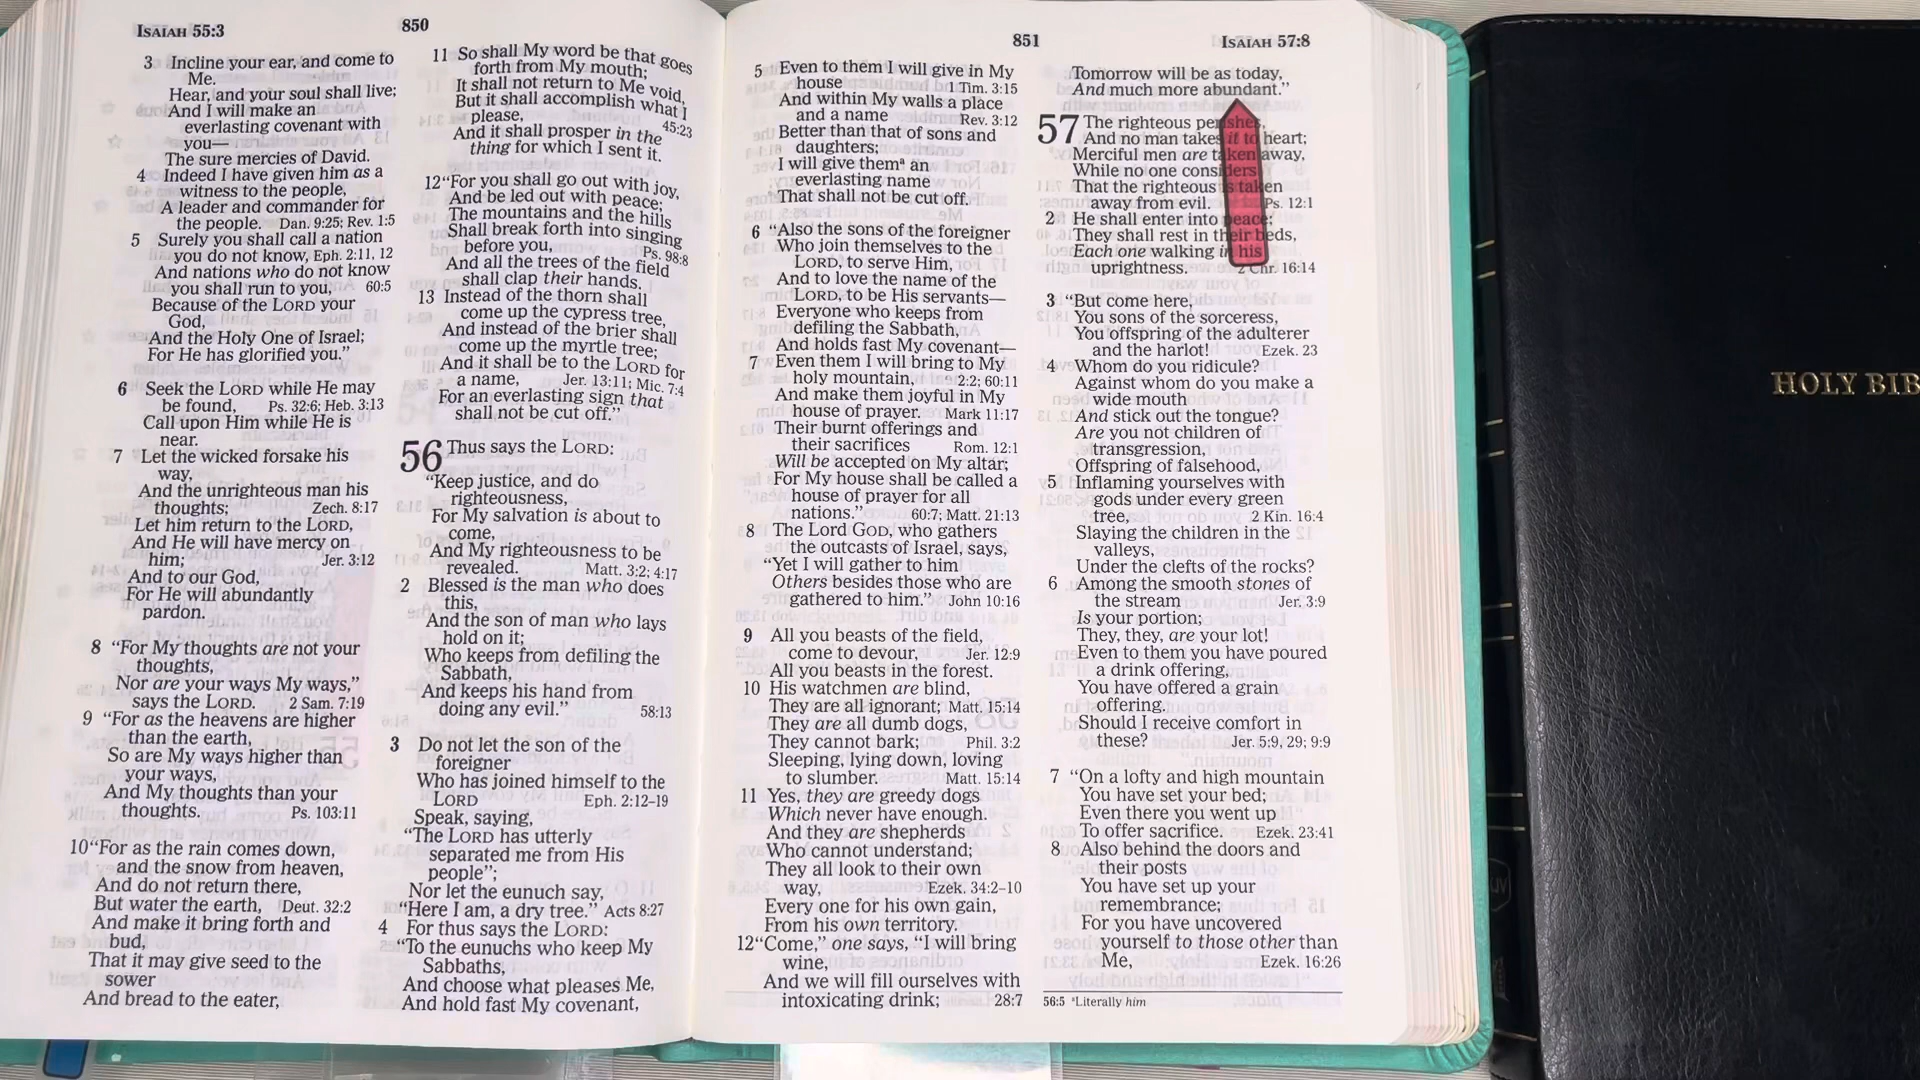 ISAIAH 55:3
850
3 Incline your ear, and come to
Me.
Hear, and your soul shall live;
And I will make an
everlasting covenant with
you—
The sure mercies of David.
4 Indeed I have given him as a
witness to the people,
A leader and commander for
the people. Dan. 9:25; Rev. 1:5
5 Surely you shall call a nation
you do not know, Eph. 2:11, 12
And nations who do not know
you shall run to you, 60:5
Because of the LORD your
God,
And the Holy One of Israel;
For He has glorified you.”
6 Seek the LORD while He may
be found, Ps. 32:6; Heb. 3:13
Call upon Him while He is
near.
7 Let the wicked forsake his
way,
And the unrighteous man his
thoughts; Zech. 8:17
Let him return to the LORD,
And He will have mercy on
him; Jer. 3:12
And to our God,
For He will abundantly
pardon.
8 “For My thoughts are not your
thoughts,
Nor are your ways My ways,”
says the LORD. 2 Sam. 7:19
9 “For as the heavens are higher
than the earth,
So are My ways higher than
your ways,
And My thoughts than your
thoughts. Ps. 103:11
10 “For as the rain comes down,
and the snow from heaven,
And do not return there,
But water the earth, Deut. 32:2
And make it bring forth and
bud,
That it may give seed to the
sower
And bread to the eater,
11 So shall My word be that goes
forth from My mouth;
It shall not return to Me void,
But it shall accomplish what I
please, 45:23
And it shall prosper in the
thing for which I sent it.
12 “For you shall go out with joy,
And be led out with peace;
The mountains and the hills
Shall break forth into singing
before you, Ps. 98:8
And all the trees of the field
shall clap their hands.
13 Instead of the thorn shall
come up the cypress tree,
And instead of the brier shall
come up the myrtle tree;
And it shall be to the LORD for
a name, Jer. 13:11; Mic. 7:4
For an everlasting sign that
shall not be cut off.”
56 Thus says the LORD:
“Keep justice, and do
righteousness,
For My salvation is about to
come,
And My righteousness to be
revealed. Matt. 3:2; 4:17
2 Blessed is the man who does
this,
And the son of man who lays
hold on it;
Who keeps from defiling the
Sabbath,
And keeps his hand from
doing any evil.” 58:13
3 Do not let the son of the
foreigner
Who has joined himself to the
LORD Eph. 2:12–19
Speak, saying,
“The LORD has utterly
separated me from His
people”;
Nor let the eunuch say,
“Here I am, a dry tree.” Acts 8:27
4 For thus says the LORD:
“To the eunuchs who keep My
Sabbaths,
And choose what pleases Me,
And hold fast My covenant,
851
ISAIAH 57:8
5 Even to them I will give in My
house 1 Tim. 3:15
And within My walls a place
and a name Rev. 3:12
Better than that of sons and
daughters;
I will give themᵃ an
everlasting name
That shall not be cut off.
6 “Also the sons of the foreigner
Who join themselves to the
LORD, to serve Him,
And to love the name of the
LORD, to be His servants—
Everyone who keeps from
defiling the Sabbath,
And holds fast My covenant—
7 Even them I will bring to My
holy mountain, 2:2; 60:11
And make them joyful in My
house of prayer. Mark 11:17
Their burnt offerings and
their sacrifices Rom. 12:1
Will be accepted on My altar;
For My house shall be called a
house of prayer for all
nations.” 60:7; Matt. 21:13
8 The Lord GOD, who gathers
the outcasts of Israel, says,
“Yet I will gather to him
Others besides those who are
gathered to him.” John 10:16
9 All you beasts of the field,
come to devour, Jer. 12:9
All you beasts in the forest.
10 His watchmen are blind,
They are all ignorant; Matt. 15:14
They are all dumb dogs,
They cannot bark; Phil. 3:2
Sleeping, lying down, loving
to slumber. Matt. 15:14
11 Yes, they are greedy dogs
Which never have enough.
And they are shepherds
Who cannot understand;
They all look to their own
way, Ezek. 34:2–10
Every one for his own gain,
From his own territory.
12 “Come,” one says, “I will bring
wine,
And we will fill ourselves with
intoxicating drink; 28:7
Tomorrow will be as today,
And much more abundant.”
57 The righteous perishes,
And no man takes it to heart;
Merciful men are taken away,
While no one considers
That the righteous is taken
away from evil. Ps. 12:1
2 He shall enter into peace;
They shall rest in their beds,
Each one walking in his
uprightness. 2 Chr. 16:14
3 “But come here,
You sons of the sorceress,
You offspring of the adulterer
and the harlot! Ezek. 23
4 Whom do you ridicule?
Against whom do you make a
wide mouth
And stick out the tongue?
Are you not children of
transgression,
Offspring of falsehood,
5 Inflaming yourselves with
gods under every green
tree, 2 Kin. 16:4
Slaying the children in the
valleys,
Under the clefts of the rocks?
6 Among the smooth stones of
the stream Jer. 3:9
Is your portion;
They, they, are your lot!
Even to them you have poured
a drink offering,
You have offered a grain
offering.
Should I receive comfort in
these? Jer. 5:9, 29; 9:9
7 “On a lofty and high mountain
You have set your bed;
Even there you went up
To offer sacrifice. Ezek. 23:41
8 Also behind the doors and
their posts
You have set up your
remembrance;
For you have uncovered
yourself to those other than
Me, Ezek. 16:26
56:5 ᵃLiterally him
HOLY BIB